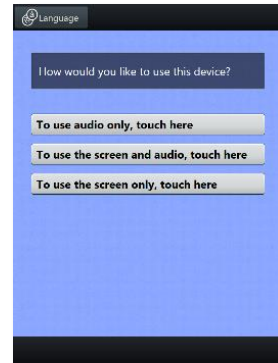 Language
How would you like to use this device?
To use audio only, touch here
To use the screen and audio, touch here
To use the screen only, touch here